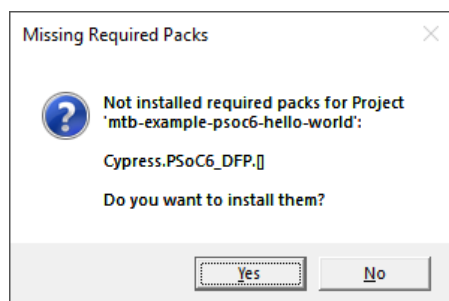 Missing Required Packs
Not installed required packs for Project
'mtb-example-psoc6-hello-world':
Cypress.PSoC6_DFP.[]
Do you want to install them?
Yes
No